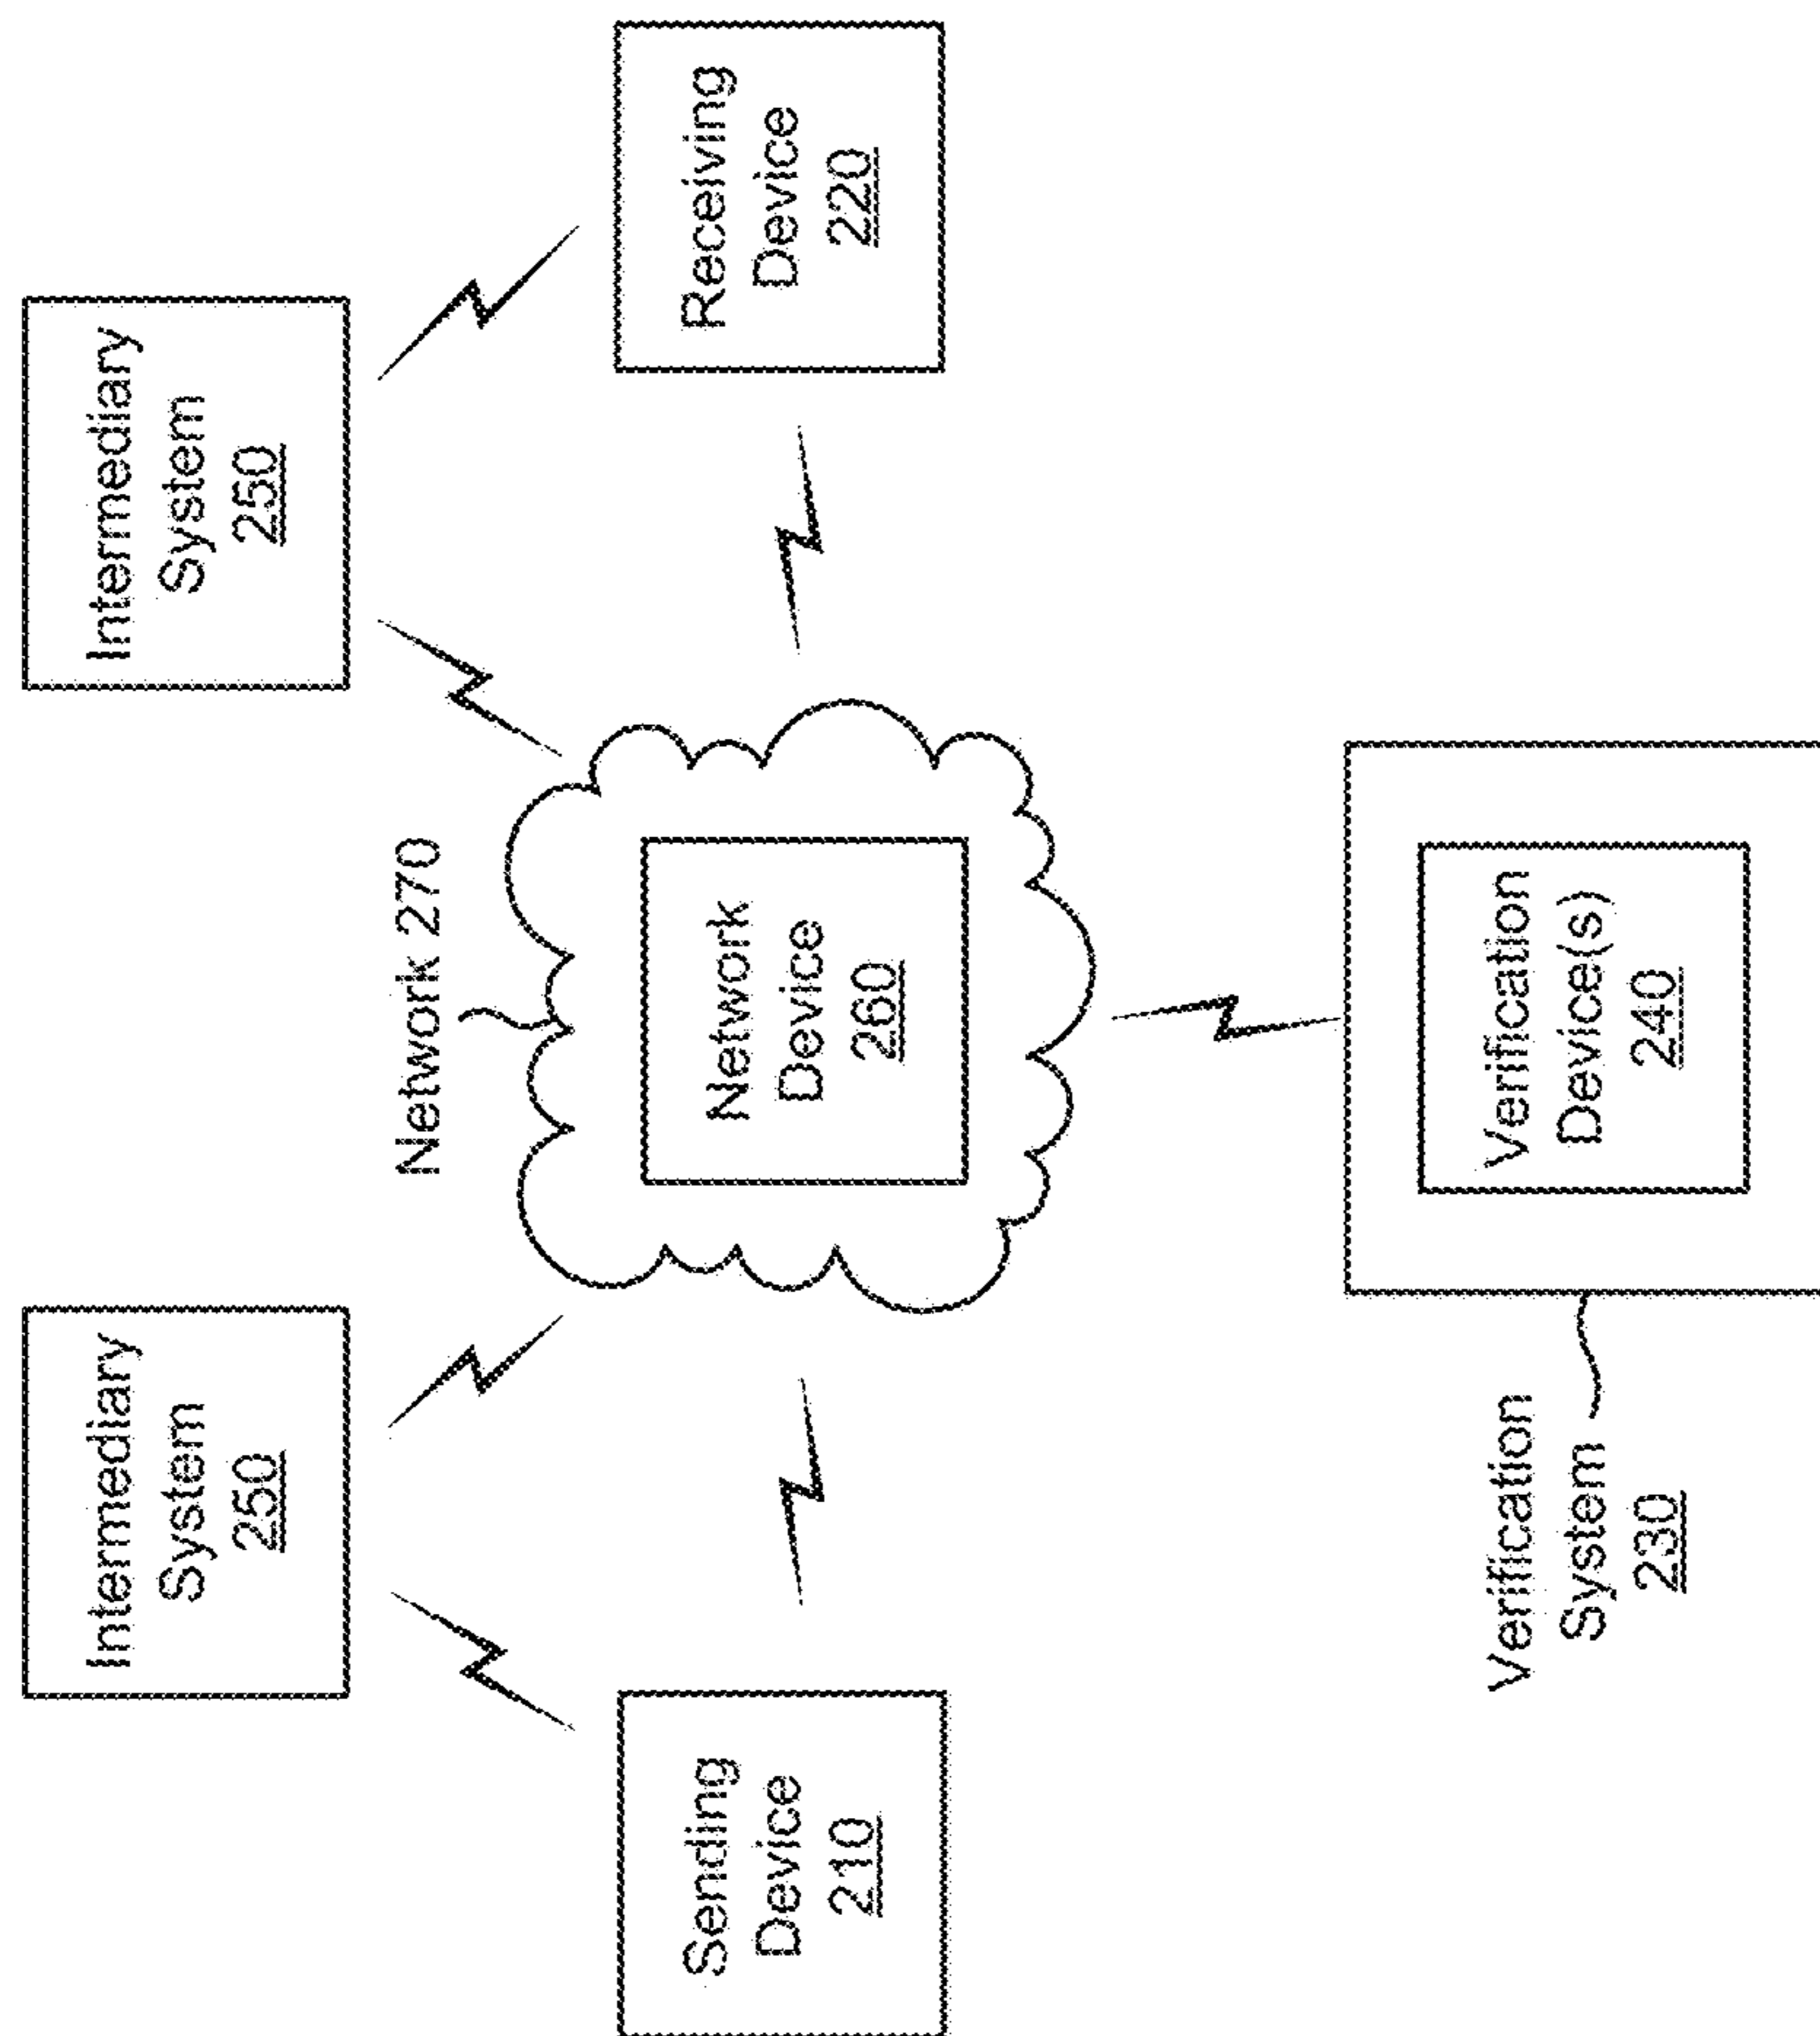 Intermediary
System
250
Intermediary
System
250
Network 270
Sending
Device
210
Network
Device
260
Receiving
Device
220
Verification
System
230
Verification
Device(s)
240